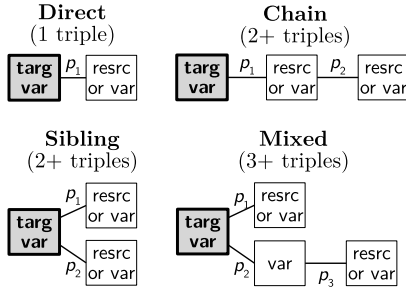 Direct
(1 triple)
targ
var
p1
resrc
or var
Chain
(2+ triples)
targ
var
p1
resrc
or var
p2
resrc
or var
Sibling
(2+ triples)
targ
var
p1
resrc
or var
p2
resrc
or var
Mixed
(3+ triples)
targ
var
p1
resrc
or var
p2
var
p3
resrc
or var